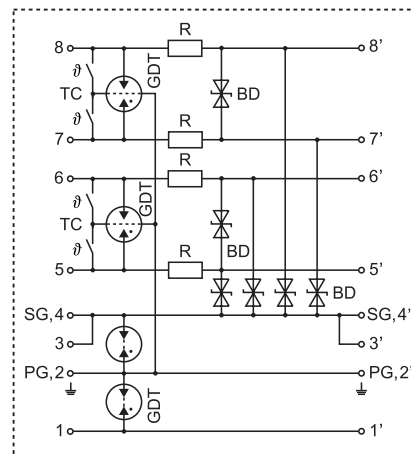 8 R 8'
ϑ GDT
TC BD
ϑ R
7 7'
R
6 6'
ϑ GDT
TC BD
ϑ R
5 5'
BD
SG,4 SG,4'
3 3'
PG,2 PG,2'
GDT
1 1'